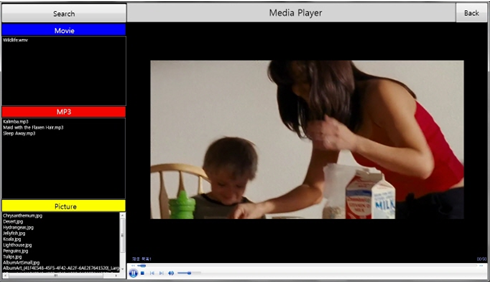 Search
Media Player
Back
Movie
Wildlife.wmv
MP3
Kalimba.mp3
Maid with the Flaxen Hair.mp3
Sleep Away.mp3
Picture
Chrysanthemum.jpg
Desert.jpg
Hydrangeas.jpg
Jellyfish.jpg
Koala.jpg
Lighthouse.jpg
Penguins.jpg
Tulips.jpg
AlbumArtSmall.jpg
MILK